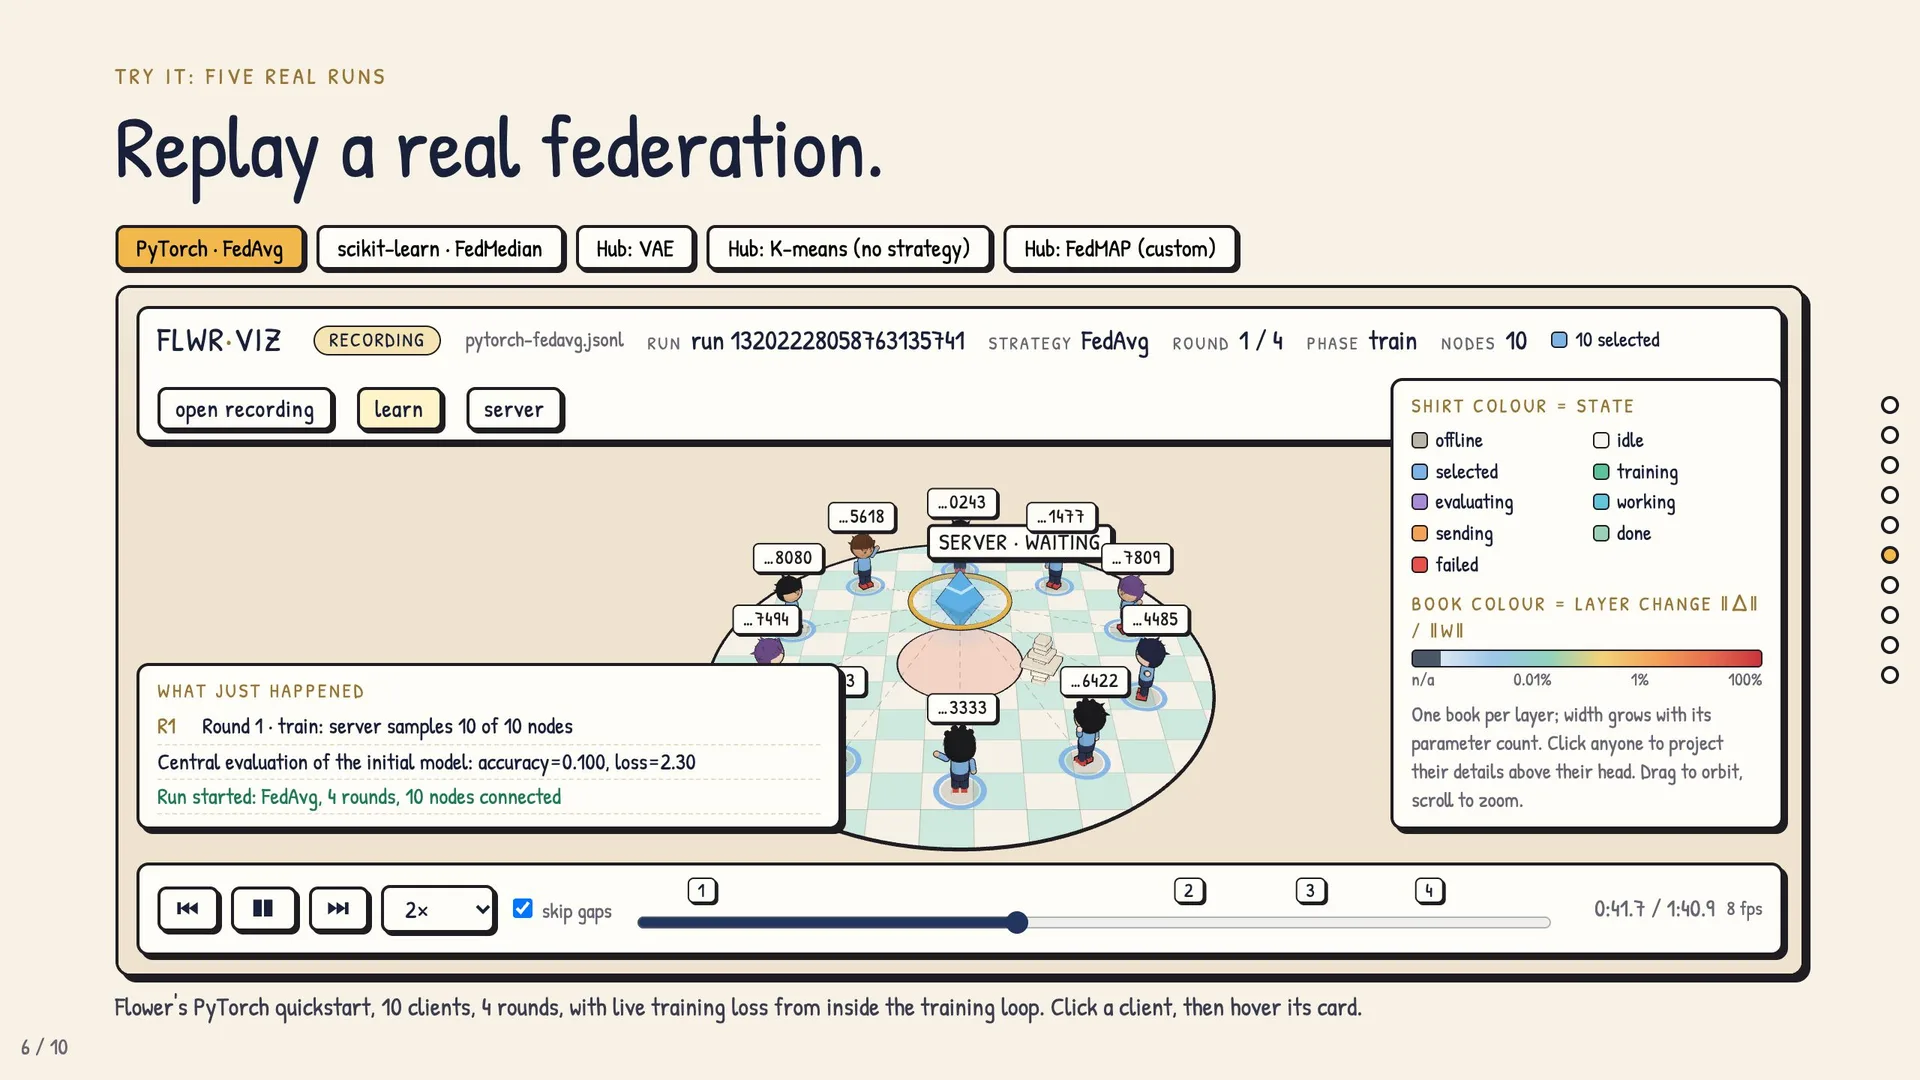 TRY IT: FIVE REAL RUNS
Replay a real federation.
PyTorch · FedAvg
scikit-learn · FedMedian
Hub: VAE
Hub: K-means (no strategy)
Hub: FedMAP (custom)
FLWR·VIZ RECORDING pytorch-fedavg.jsonl RUN run 13202228058763135741 STRATEGY FedAvg ROUND 1 / 4 PHASE train NODES 10 10 selected
open recording
learn
server
SHIRT COLOUR = STATE
offline idle
selected training
evaluating working
sending done
failed
BOOK COLOUR = LAYER CHANGE ‖Δ‖
/ ‖W‖
n/a 0.01% 1% 100%
One book per layer; width grows with its
parameter count. Click anyone to project
their details above their head. Drag to orbit,
scroll to zoom.
…0243
…5618
…1477
SERVER · WAITING
…8080
…7809
…7494
…4485
3
…6422
…3333
WHAT JUST HAPPENED
R1 Round 1 · train: server samples 10 of 10 nodes
Central evaluation of the initial model: accuracy=0.100, loss=2.30
Run started: FedAvg, 4 rounds, 10 nodes connected
1 2 3 4
2× skip gaps 0:41.7 / 1:40.9 8 fps
Flower's PyTorch quickstart, 10 clients, 4 rounds, with live training loss from inside the training loop. Click a client, then hover its card.
6 / 10